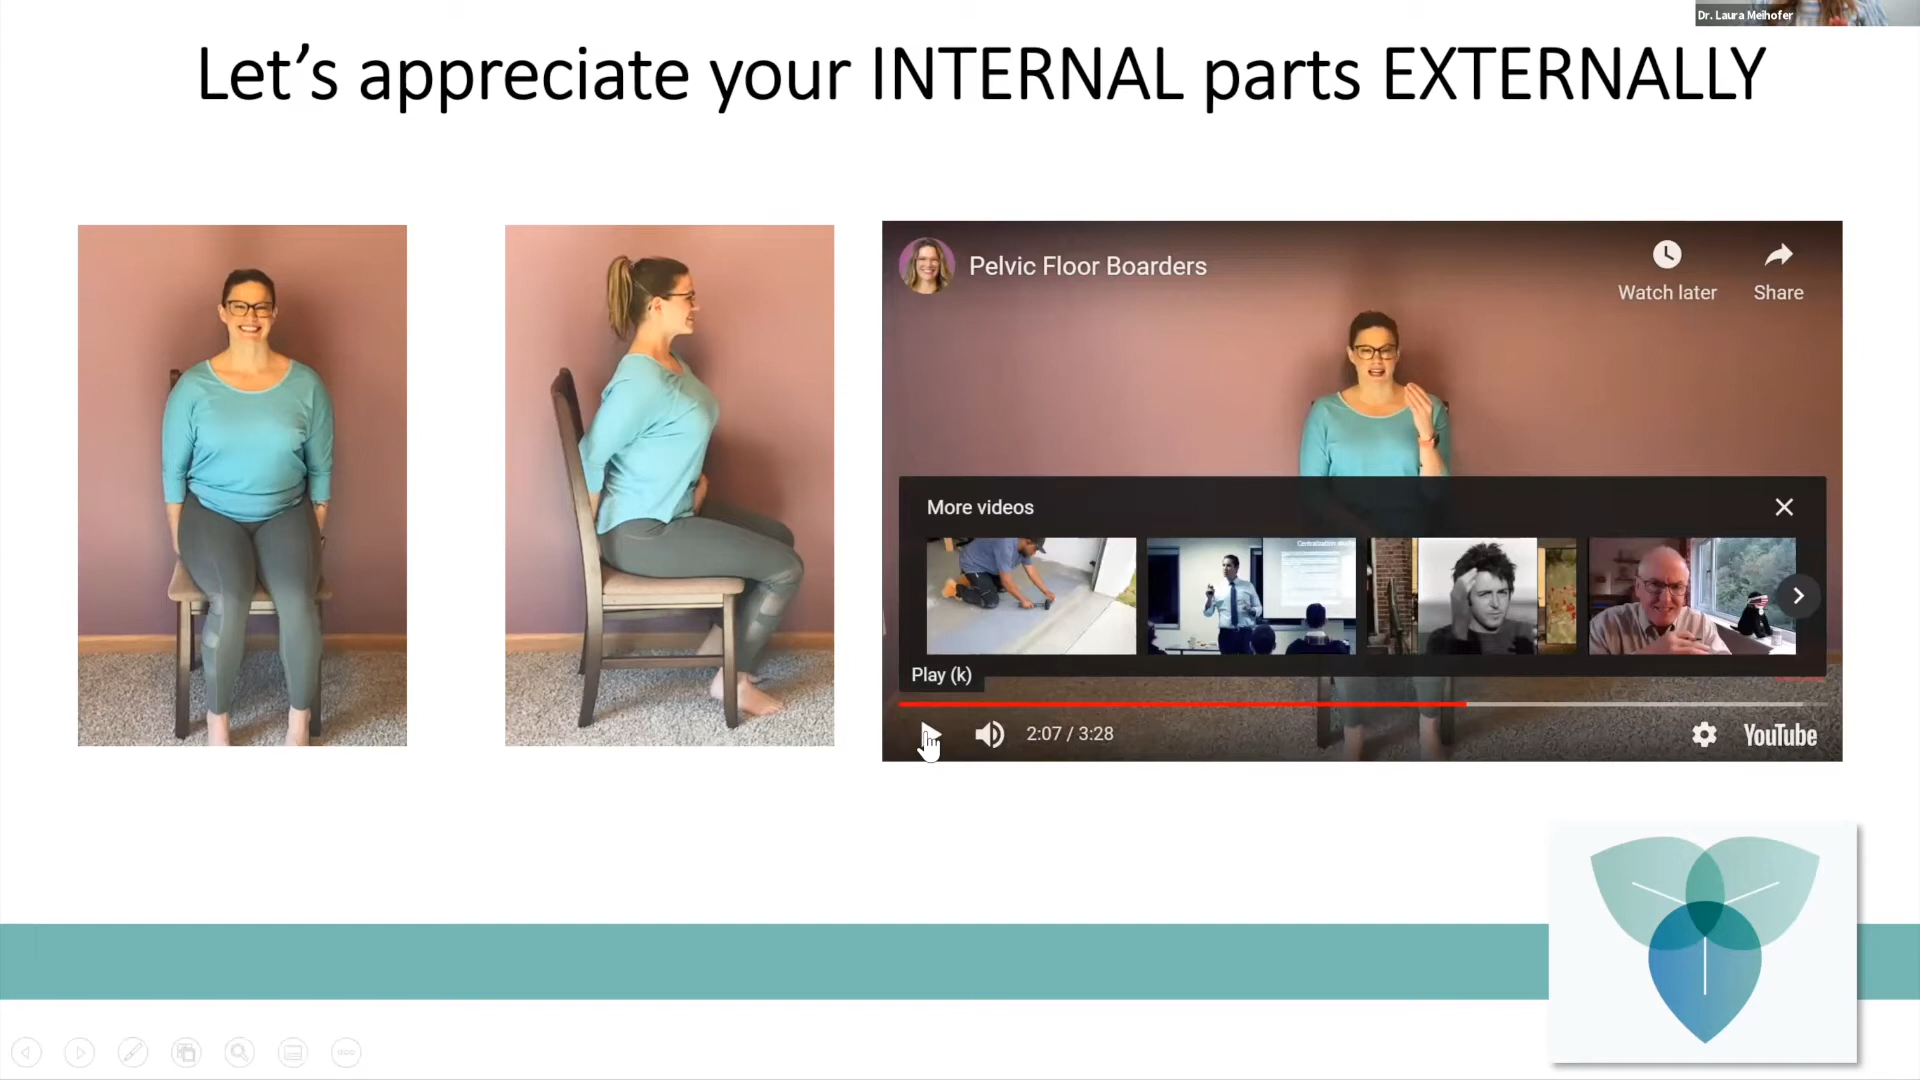 Dr. Laura Meihofer
Let's appreciate your INTERNAL parts EXTERNALLY
Pelvic Floor Boarders
Watch later
Share
More videos
Play (k)
2:07 / 3:28
YouTube